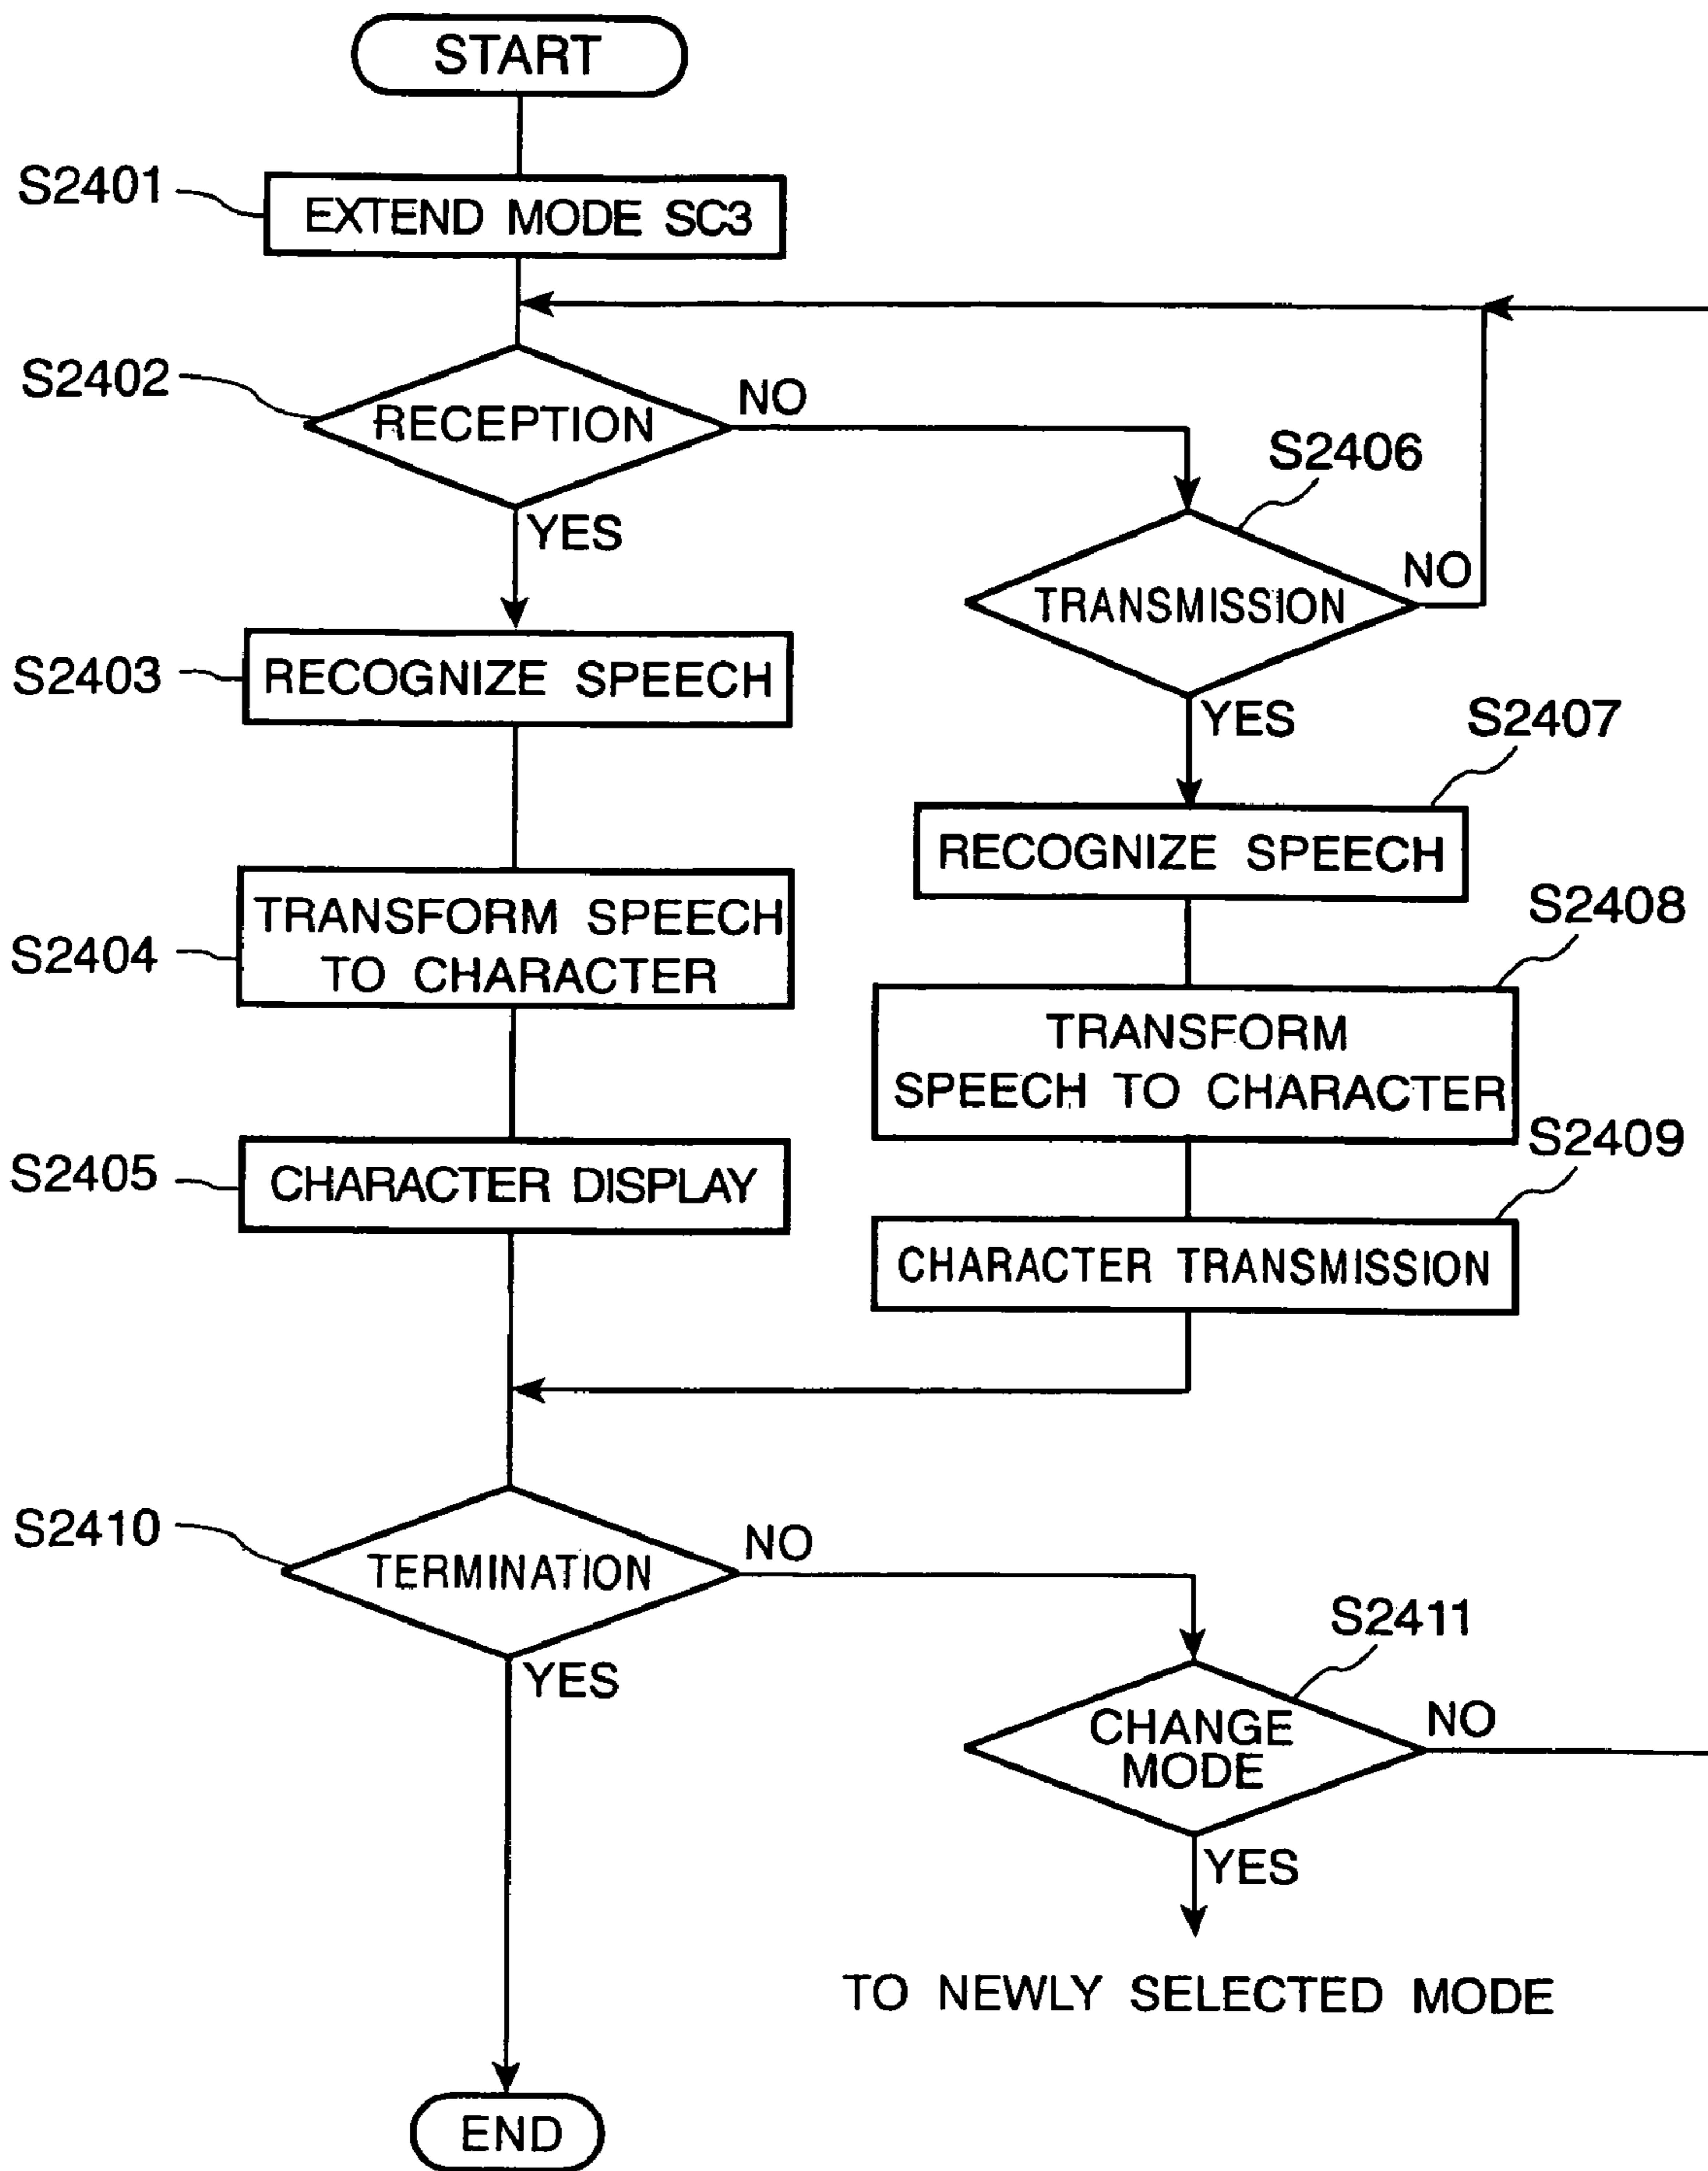 START
S2401
EXTEND MODE SC3
S2402
RECEPTION
NO
YES
S2406
TRANSMISSION
NO
YES
S2403
RECOGNIZE SPEECH
S2407
RECOGNIZE SPEECH
S2404
TRANSFORM SPEECH
TO CHARACTER
S2408
TRANSFORM
SPEECH TO CHARACTER
S2405
CHARACTER DISPLAY
S2409
CHARACTER TRANSMISSION
S2410
TERMINATION
NO
YES
S2411
CHANGE
MODE
NO
YES
TO NEWLY SELECTED MODE
END